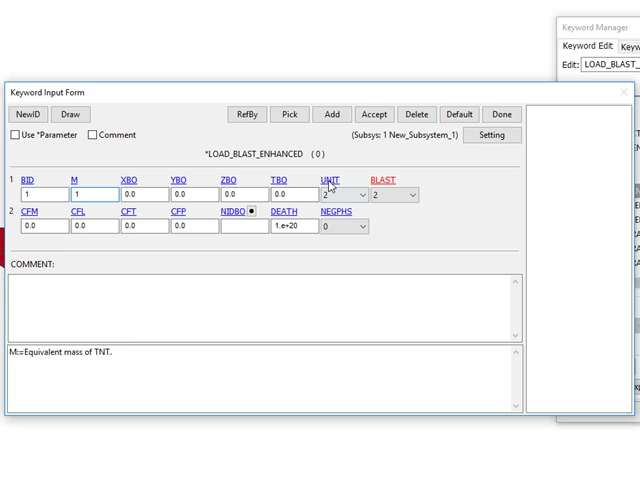 Keyword Manager
Keyword Edit
Edit: LOAD_BLAST_
Keyword Input Form
NewID Draw RefBy Pick Add Accept Delete Default Done
Use *Parameter Comment (Subsys: 1 New_Subsystem_1) Setting
*LOAD_BLAST_ENHANCED ( 0 )
1 BID M XBO YBO ZBO TBO UNIT BLAST
1 1 0.0 0.0 0.0 0.0 2 2
2 CFM CFL CFT CFP NIDBO DEATH NEGPHS
0.0 0.0 0.0 0.0 1.e+20 0
COMMENT:
M:=Equivalent mass of TNT.